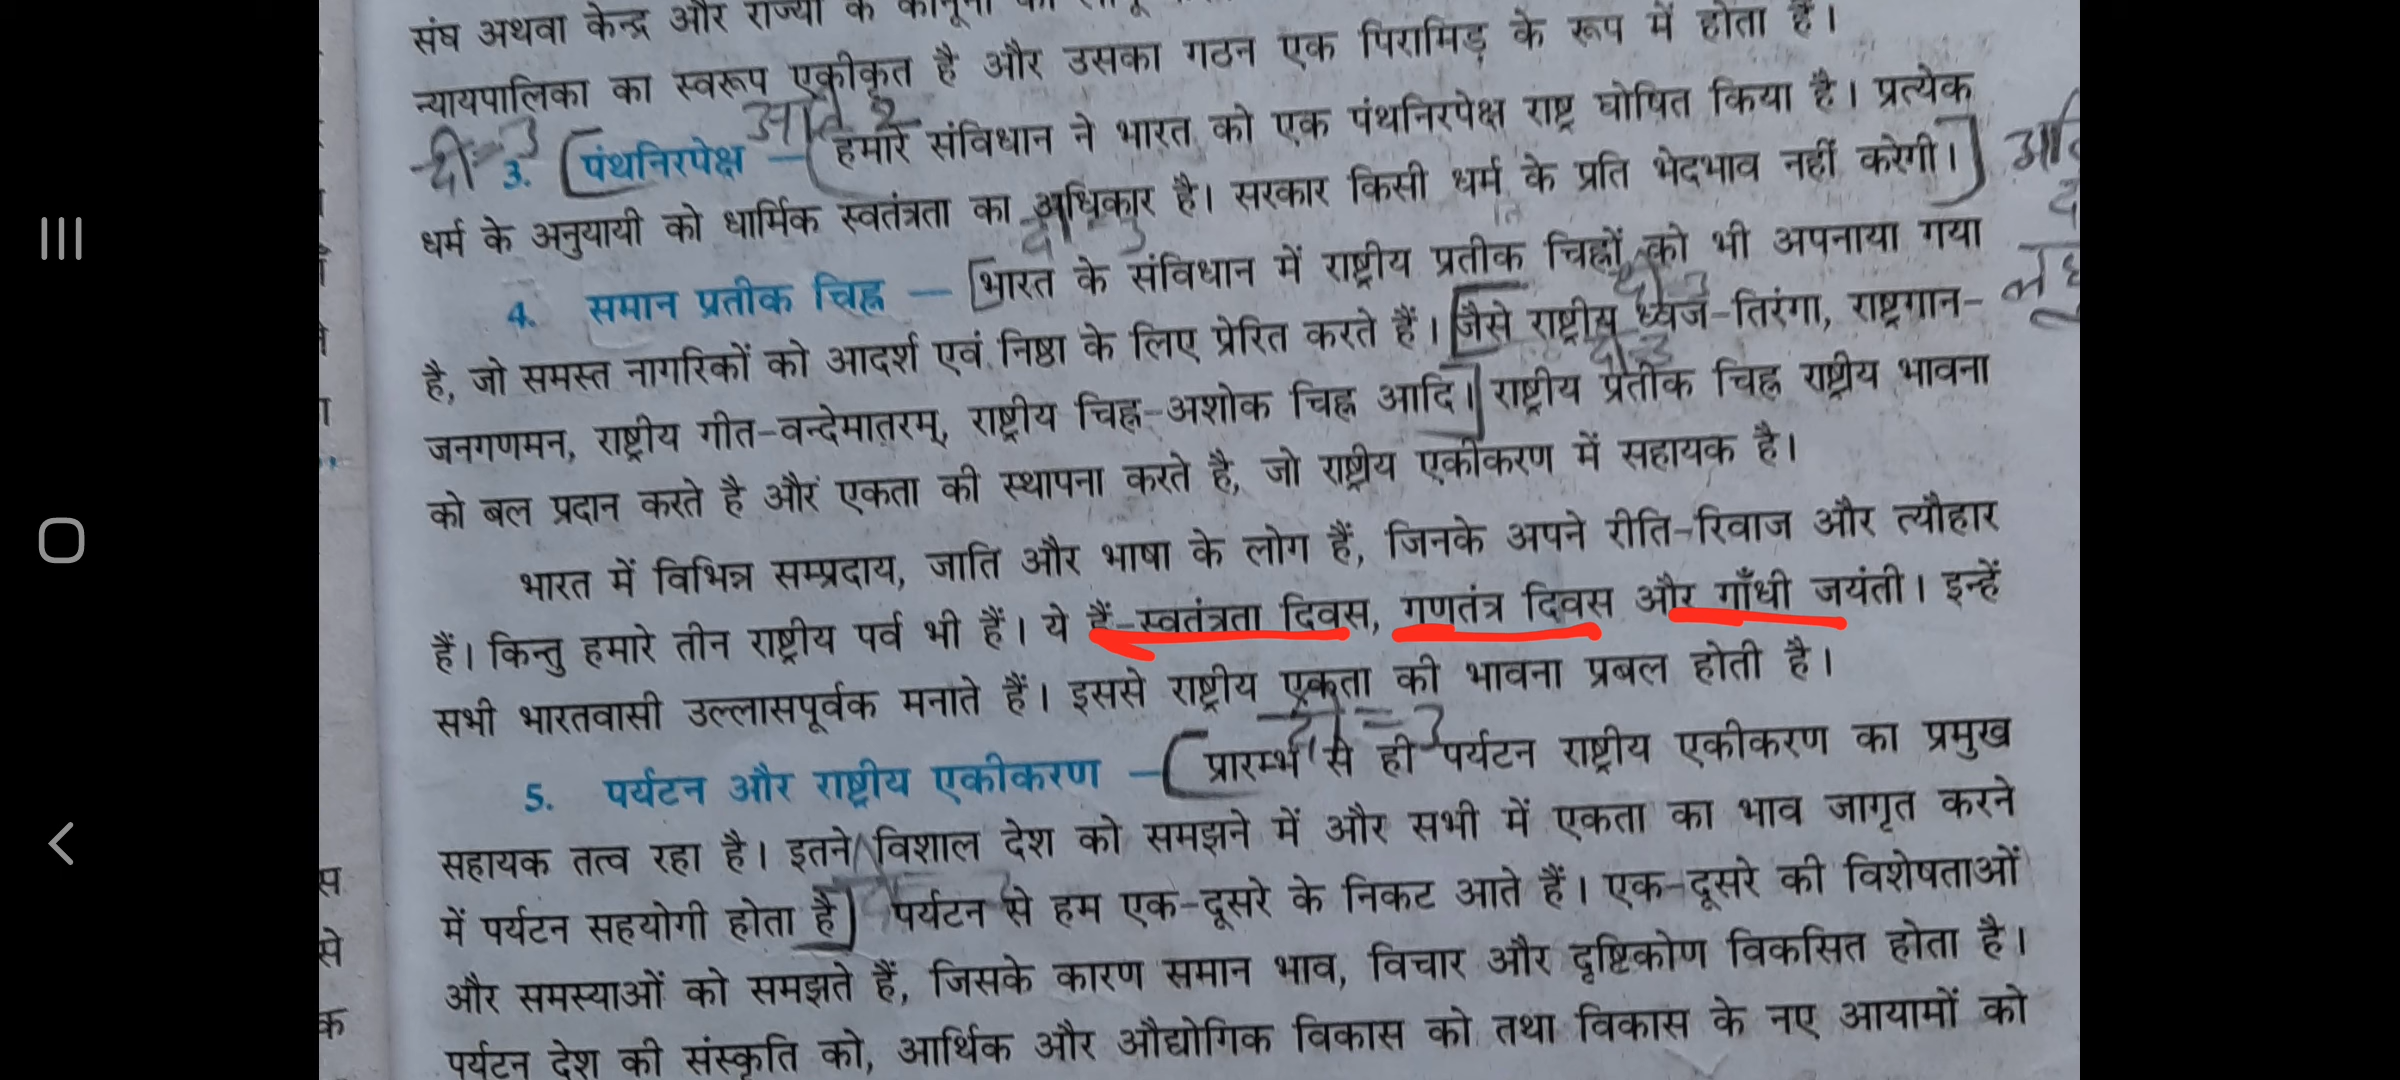 संघ अथवा केन्द्र और राज्यों के कानूनों
न्यायपालिका का स्वरूप एकीकृत है और उसका गठन एक पिरामिड़ के रूप में होता है।
3. पंथनिरपेक्ष — हमारे संविधान ने भारत को एक पंथनिरपेक्ष राष्ट्र घोषित किया है। प्रत्येक
धर्म के अनुयायी को धार्मिक स्वतंत्रता का अधिकार है। सरकार किसी धर्म के प्रति भेदभाव नहीं करेगी।
4. समान प्रतीक चिह्न — भारत के संविधान में राष्ट्रीय प्रतीक चिह्नों को भी अपनाया गया
है, जो समस्त नागरिकों को आदर्श एवं निष्ठा के लिए प्रेरित करते हैं। जैसे राष्ट्रीय ध्वज-तिरंगा, राष्ट्रगान-
जनगणमन, राष्ट्रीय गीत-वन्देमातरम्, राष्ट्रीय चिह्न-अशोक चिह्न आदि। राष्ट्रीय प्रतीक चिह्न राष्ट्रीय भावना
को बल प्रदान करते है और एकता की स्थापना करते है, जो राष्ट्रीय एकीकरण में सहायक है।
भारत में विभिन्न सम्प्रदाय, जाति और भाषा के लोग हैं, जिनके अपने रीति-रिवाज और त्यौहार
हैं। किन्तु हमारे तीन राष्ट्रीय पर्व भी हैं। ये हैं-स्वतंत्रता दिवस, गणतंत्र दिवस और गाँधी जयंती। इन्हें
सभी भारतवासी उल्लासपूर्वक मनाते हैं। इससे राष्ट्रीय एकता की भावना प्रबल होती है।
5. पर्यटन और राष्ट्रीय एकीकरण — प्रारम्भ से ही पर्यटन राष्ट्रीय एकीकरण का प्रमुख
सहायक तत्व रहा है। इतने विशाल देश को समझने में और सभी में एकता का भाव जागृत करने
में पर्यटन सहयोगी होता है। पर्यटन से हम एक-दूसरे के निकट आते हैं। एक-दूसरे की विशेषताओं
और समस्याओं को समझते हैं, जिसके कारण समान भाव, विचार और दृष्टिकोण विकसित होता है।
पर्यटन देश की संस्कृति को, आर्थिक और औद्योगिक विकास को तथा विकास के नए आयामों को